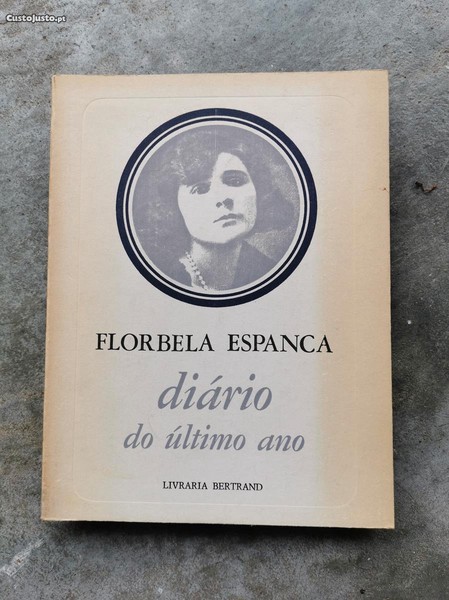 CustoJusto.pt
FLORBELA ESPANCA
diário
do último ano
LIVRARIA BERTRAND